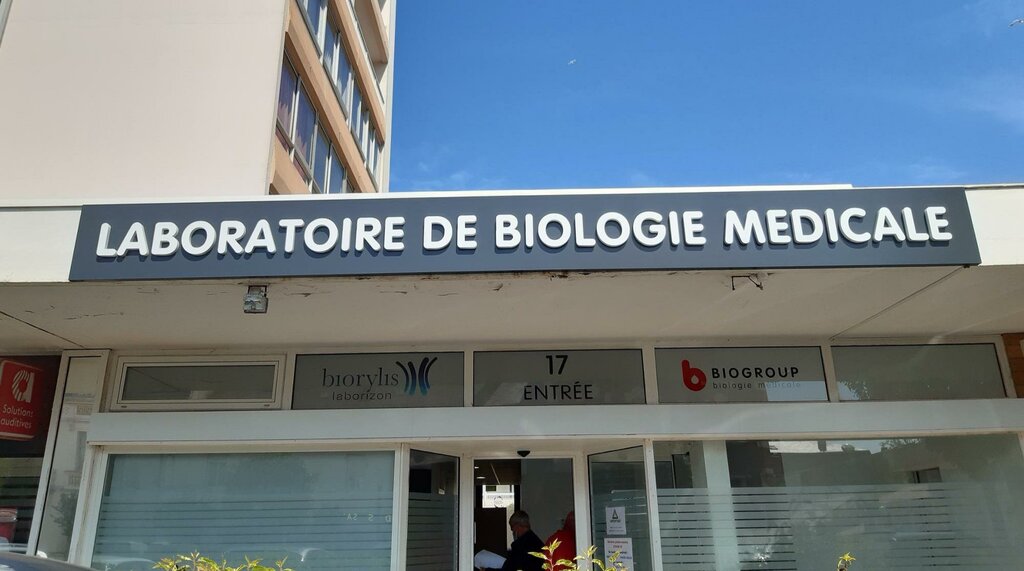 LABORATOIRE DE BIOLOGIE MEDICALE
biorylis
laborizon
17
ENTRÉE
BIOGROUP
biologie médicale
Solutions
auditives